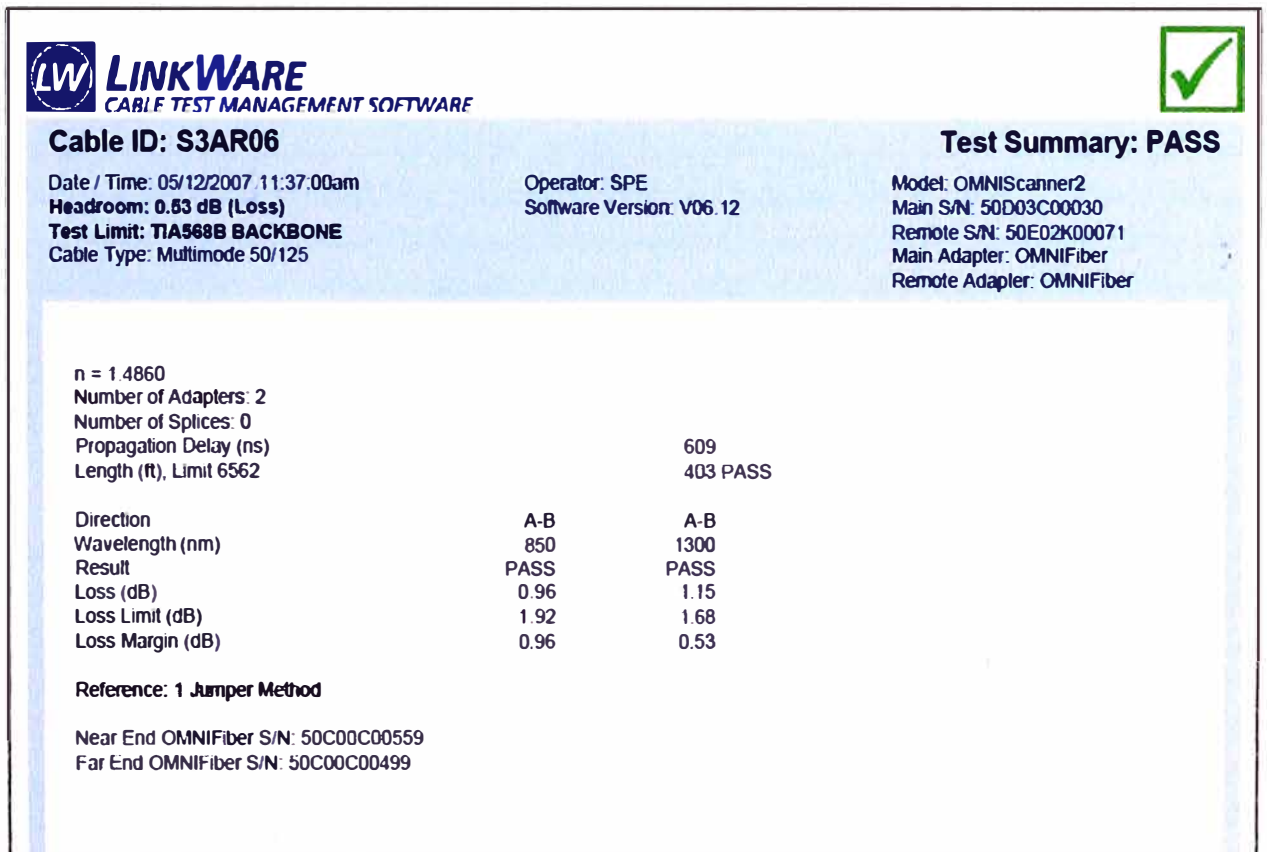 LW LINKWARE
CABLE TEST MANAGEMENT SOFTWARE
Cable ID: S3AR06
Test Summary: PASS
Date / Time: 05/12/2007 11:37:00am
Headroom: 0.53 dB (Loss)
Test Limit: TIA568B BACKBONE
Cable Type: Multimode 50/125
Operator: SPE
Software Version: V06.12
Model: OMNIScanner2
Main S/N: 50D03C00030
Remote S/N: 50E02K00071
Main Adapter: OMNIFiber
Remote Adapter: OMNIFiber
n = 1.4860
Number of Adapters: 2
Number of Splices: 0
Propagation Delay (ns) 609
Length (ft), Limit 6562 403 PASS
Direction A-B A-B
Wavelength (nm) 850 1300
Result PASS PASS
Loss (dB) 0.96 1.15
Loss Limit (dB) 1.92 1.68
Loss Margin (dB) 0.96 0.53
Reference: 1 Jumper Method
Near End OMNIFiber S/N: 50C00C00559
Far End OMNIFiber S/N: 50C00C00499